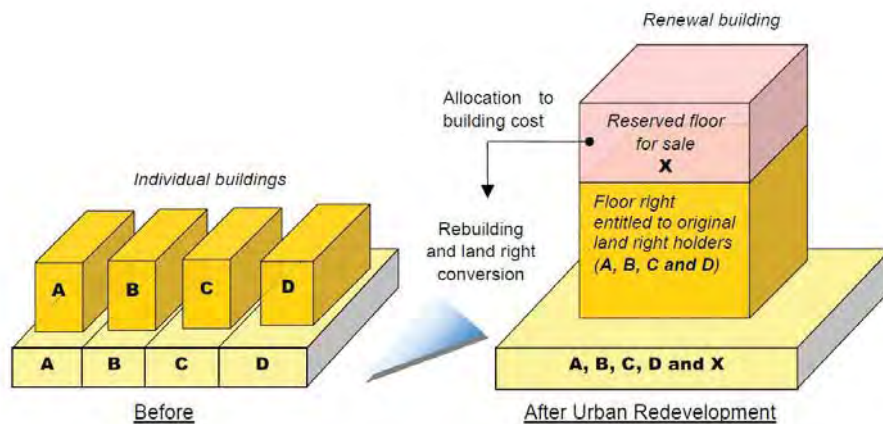 Individual buildings
A
B
C
D
A
B
C
D
Before
Allocation to
building cost
Rebuilding
and land right
conversion
Renewal building
Reserved floor
for sale
X
Floor right
entitled to original
land right holders
(A, B, C and D)
A, B, C, D and X
After Urban Redevelopment